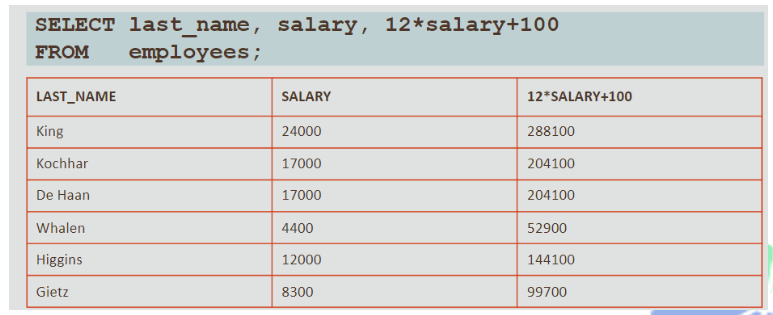 SELECT last_name, salary, 12*salary+100
FROM employees;
LAST_NAME SALARY 12*SALARY+100
King 24000 288100
Kochhar 17000 204100
De Haan 17000 204100
Whalen 4400 52900
Higgins 12000 144100
Gietz 8300 99700